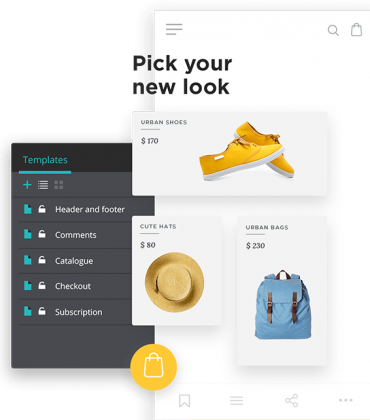 Pick your
new look
URBAN SHOES
$ 170
Templates
Header and footer
Comments
Catalogue
Checkout
Subscription
CUTE HATS
$ 80
URBAN BAGS
$ 230